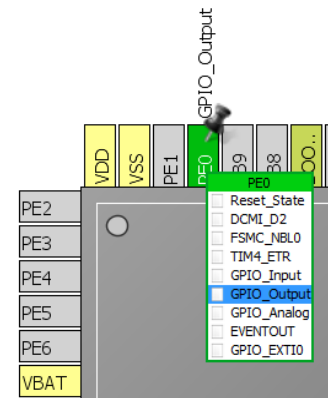 GPIO_Output
VDD
VSS
PE1
PE0
PE0
Reset_State
DCMI_D2
FSMC_NBL0
TIM4_ETR
GPIO_Input
GPIO_Output
GPIO_Analog
EVENTOUT
GPIO_EXTI0
PE2
PE3
PE4
PE5
PE6
VBAT